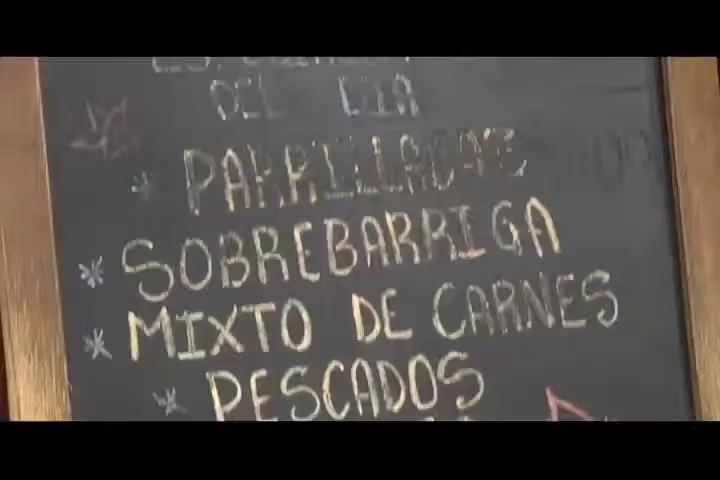 DEL DIA
* PARRILLADAS
* SOBREBARRIGA
* MIXTO DE CARNES
* PESCADOS